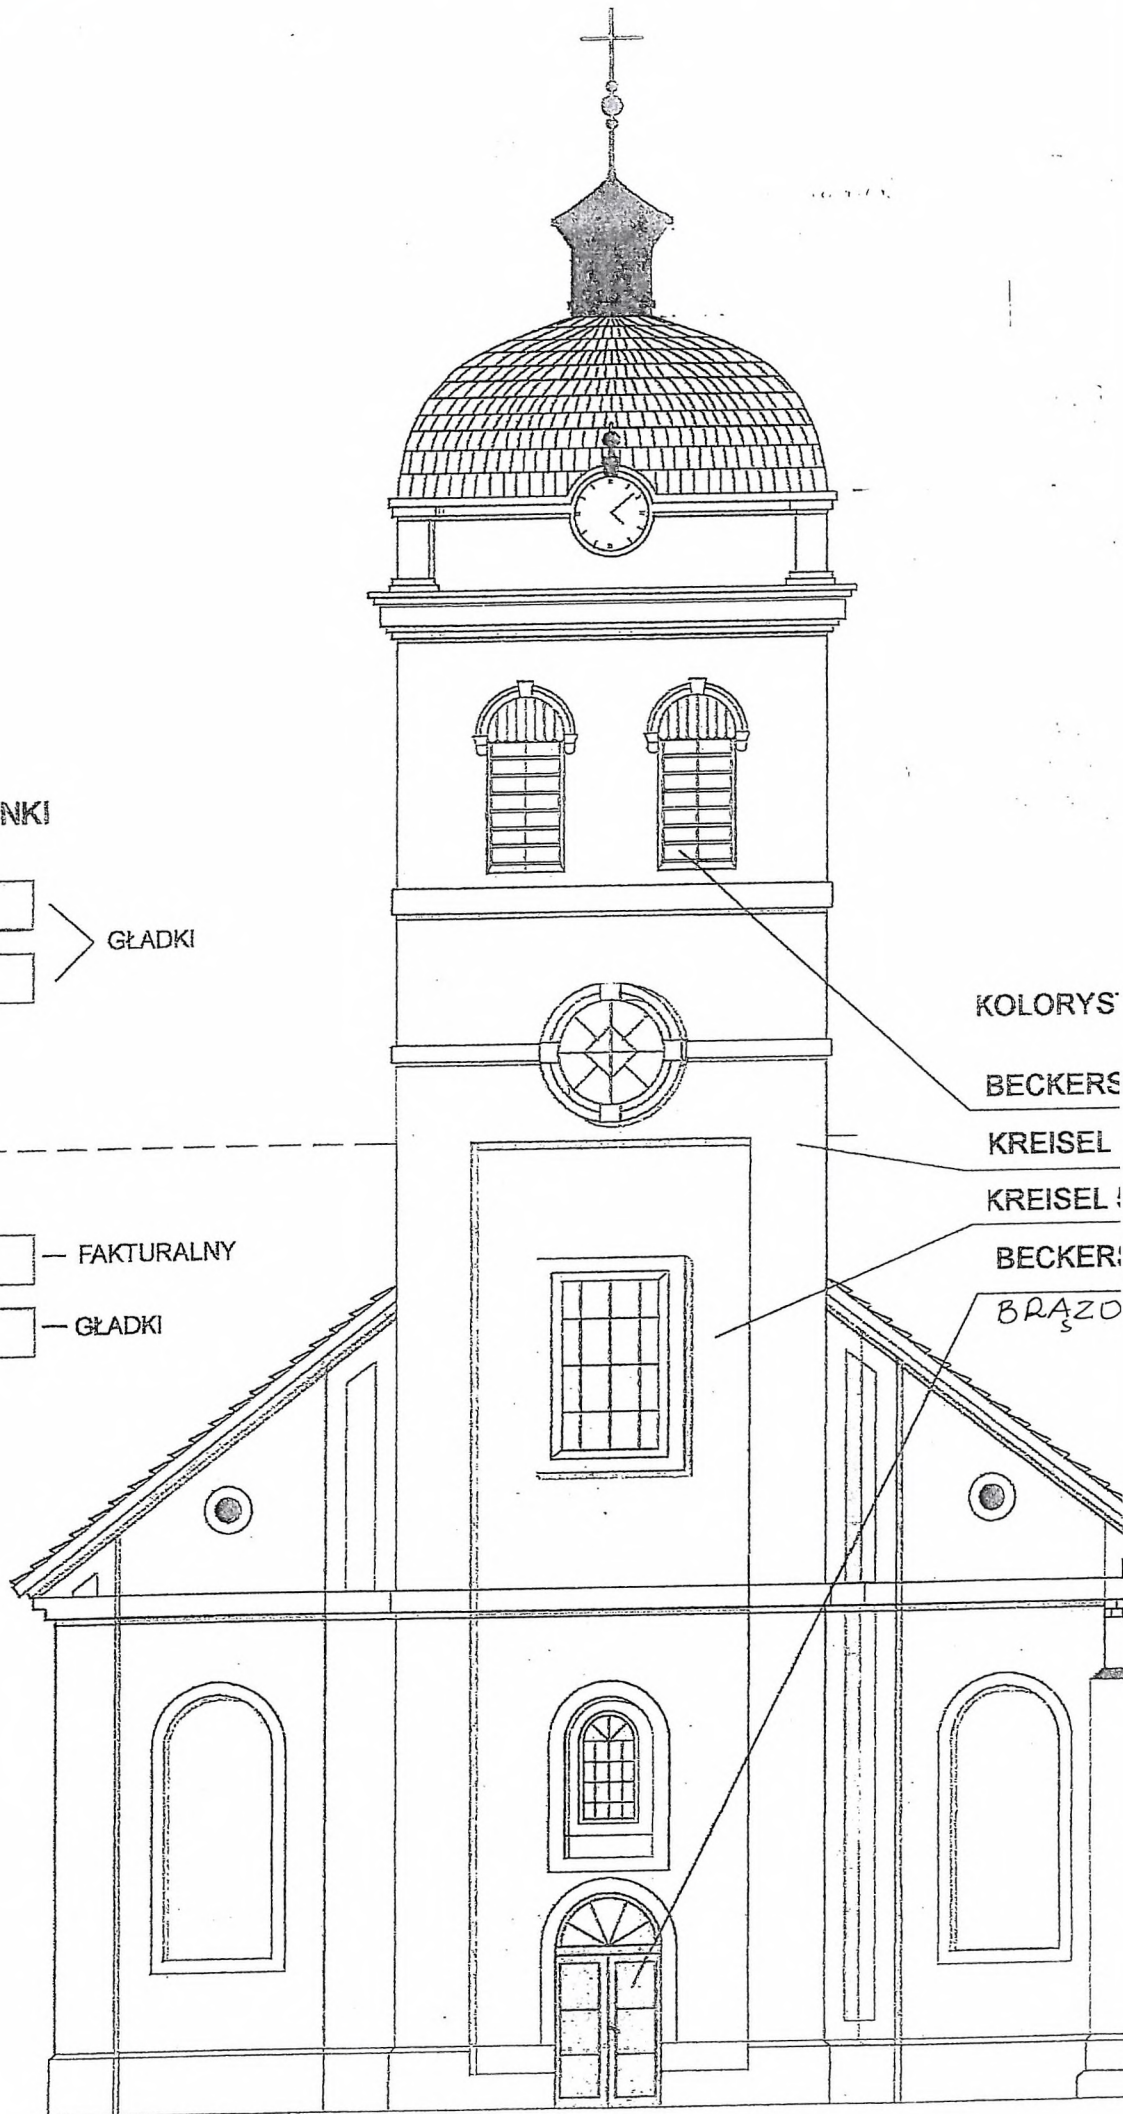 NKI
GŁADKI
FAKTURALNY
GŁADKI
KOLORYS
BECKERS
KREISEL
KREISEL
BECKERS
BRĄZO